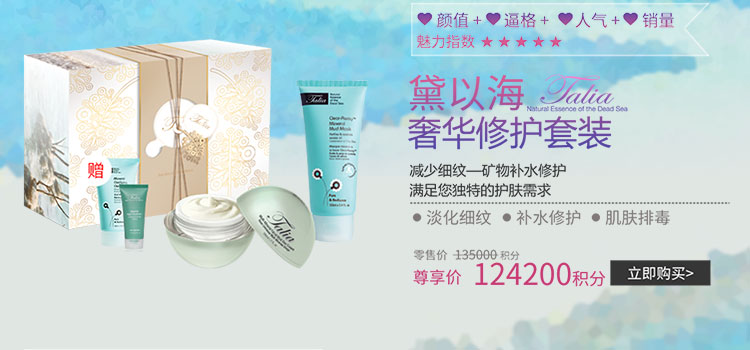 颜值+ 逼格+ 人气+ 销量
魅力指数 ★★★★★
黛以海 Talia
Natural Essence of the Dead Sea
奢华修护套装
减少细纹—矿物补水修护
满足您独特的护肤需求
● 淡化细纹 ● 补水修护 ● 肌肤排毒
零售价 135000 积分
尊享价 124200积分
立即购买>
赠
Talia
Talia
Talia